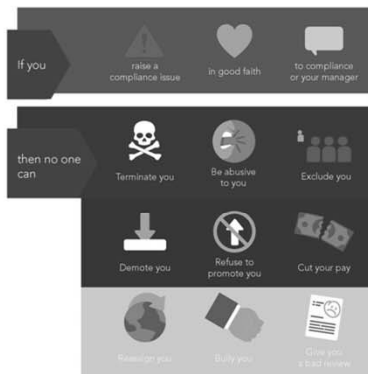 If you
raise a
compliance issue
in good faith
to compliance
or your manager
then no one
can
Terminate you
Be abusive
to you
Exclude you
Demote you
Refuse to
promote you
Cut your pay
Reassign you
Bully you
Give you
a bad review